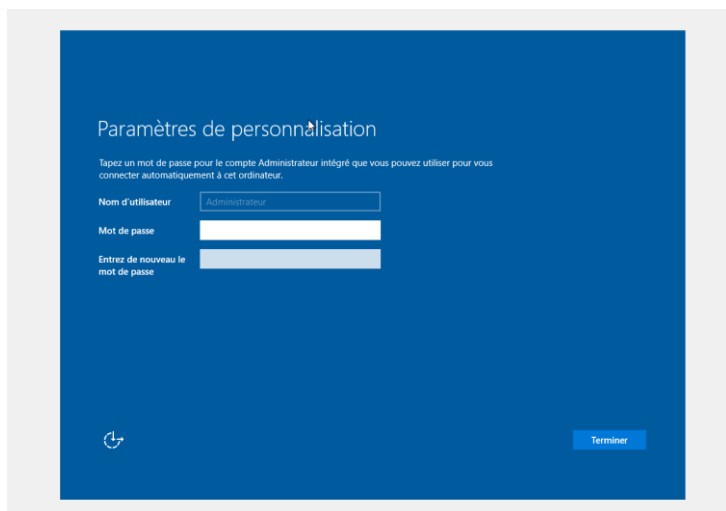 Paramètres de personnalisation
Tapez un mot de passe pour le compte Administrateur intégré que vous pouvez utiliser pour vous
connecter automatiquement à cet ordinateur.
Nom d'utilisateur
Administrateur
Mot de passe
Entrez de nouveau le
mot de passe
Terminer